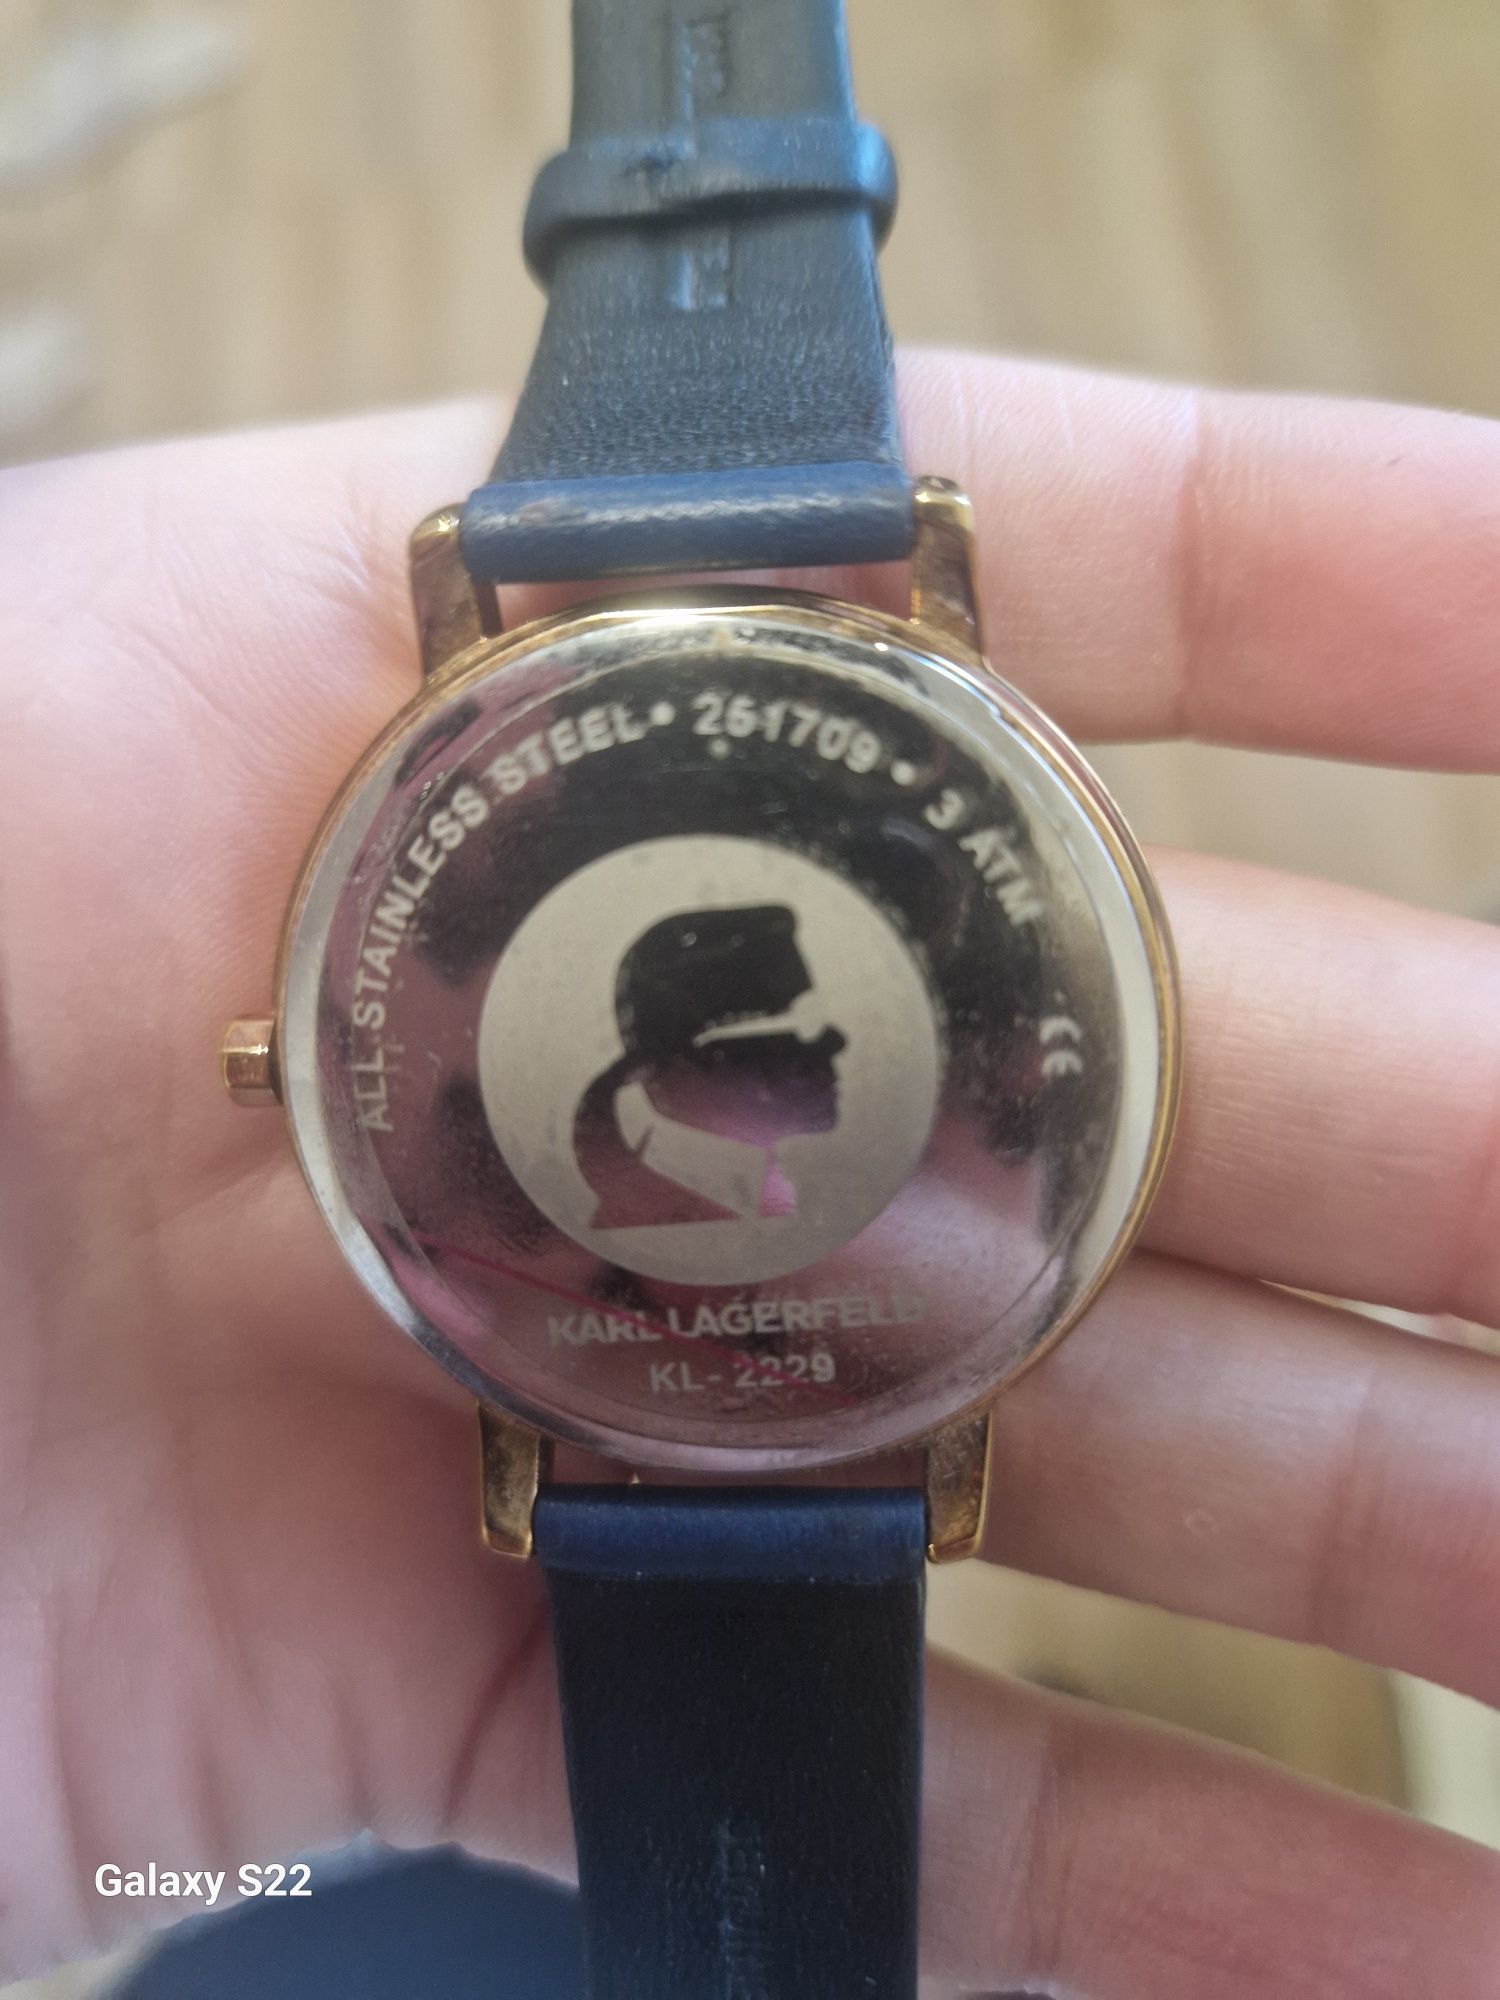 ALL STAINLESS STEEL • 251709 • 3 ATM
CE
KARL LAGERFELD
KL-2229
Galaxy S22